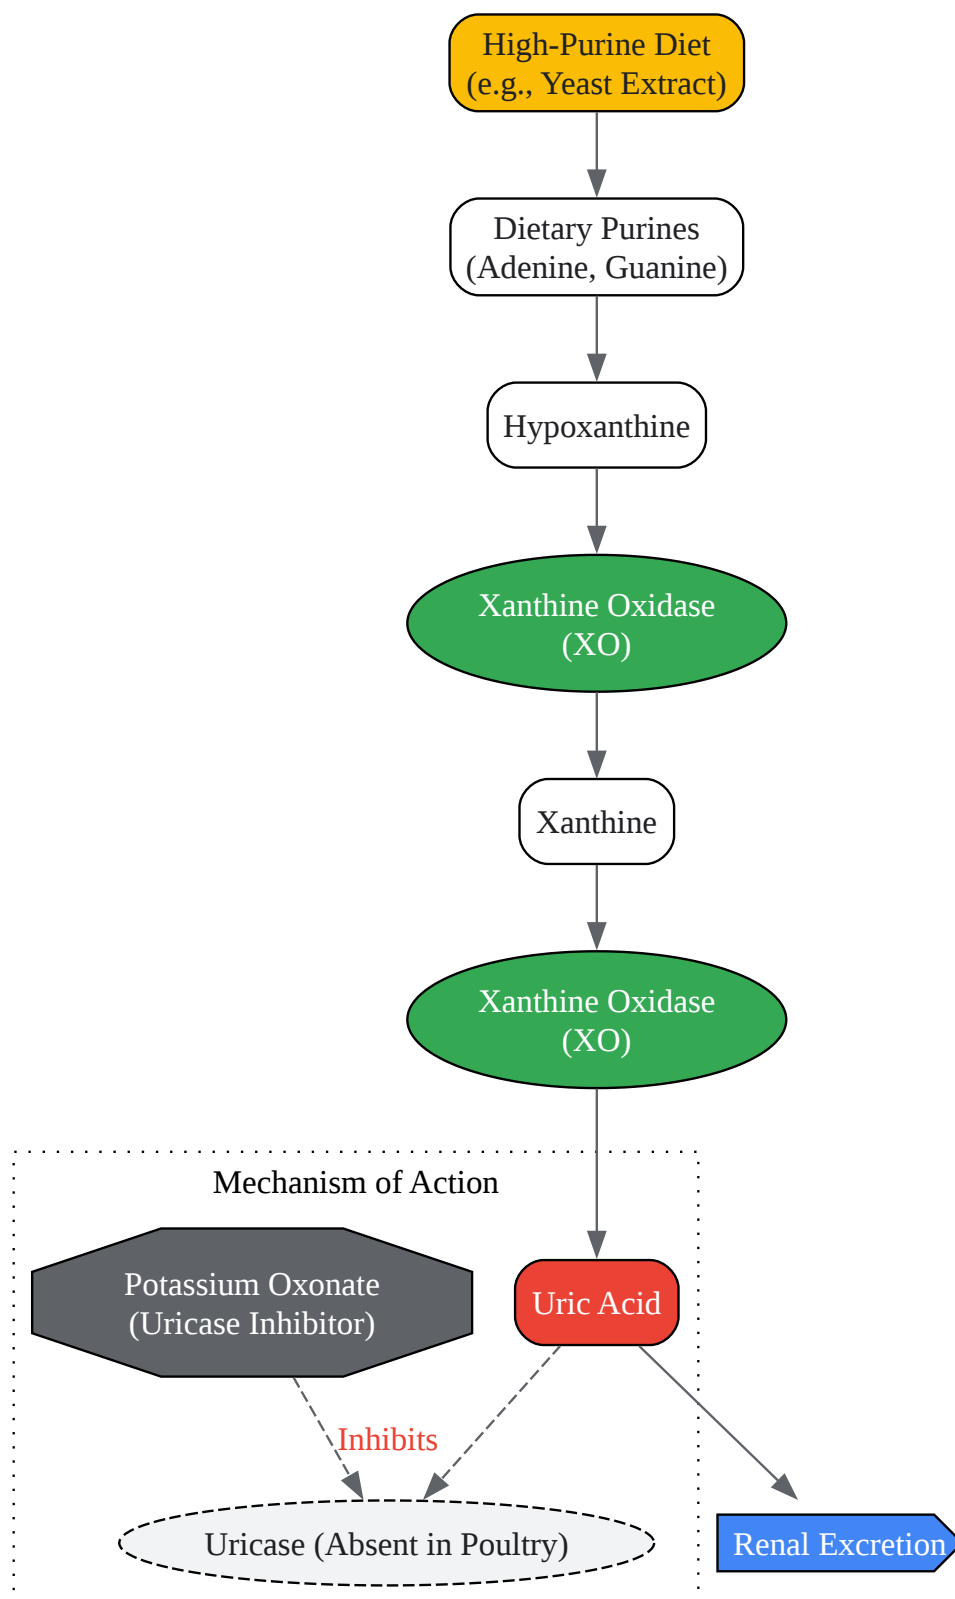 High-Purine Diet
(e.g., Yeast Extract)
Dietary Purines
(Adenine, Guanine)
Hypoxanthine
Xanthine Oxidase
(XO)
Xanthine
Xanthine Oxidase
(XO)
Mechanism of Action
Potassium Oxonate
(Uricase Inhibitor)
Uric Acid
Inhibits
Uricase (Absent in Poultry)
Renal Excretion